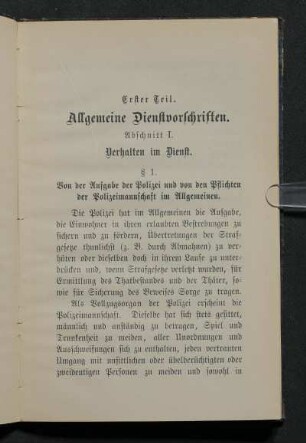 Erster Teil.
Allgemeine Dienstvorschriften.
Abschnitt I.
Verhalten im Dienst.
§ 1.
Von der Aufgabe der Polizei und von den Pflichten
der Polizeimannschaft im Allgemeinen.
Die Polizei hat im Allgemeinen die Aufgabe,
die Einwohner in ihren erlaubten Bestrebungen zu
sichern und zu fördern, Übertretungen der Straf-
gesetze thunlichst (z. B. durch Abmahnen) zu ver-
hüten oder dieselben doch in ihrem Laufe zu unter-
drücken und, wenn Strafgesetze verletzt wurden, für
Ermittlung des Thatbestandes und der Thäter, so-
wie für Sicherung des Beweises Sorge zu tragen.
Als Vollzugsorgan der Polizei erscheint die
Polizeimannschaft. Dieselbe hat sich stets gesittet,
männlich und anständig zu betragen, Spiel und
Trunkenheit zu meiden, aller Unordnungen und
Ausschweifungen sich zu enthalten, jeden vertrauten
Umgang mit unsittlichen oder übelberüchtigten oder
zweideutigen Personen zu meiden und sowohl in